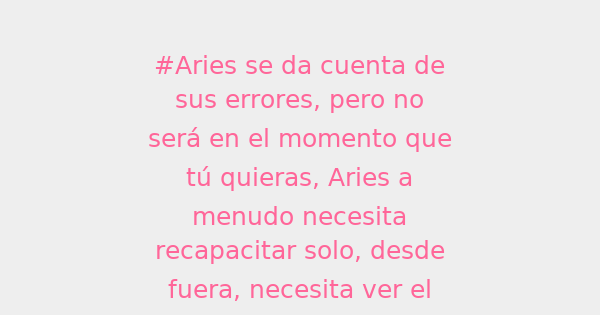 #Aries se da cuenta de
sus errores, pero no
será en el momento que
tú quieras, Aries a
menudo necesita
recapacitar solo, desde
fuera, necesita ver el